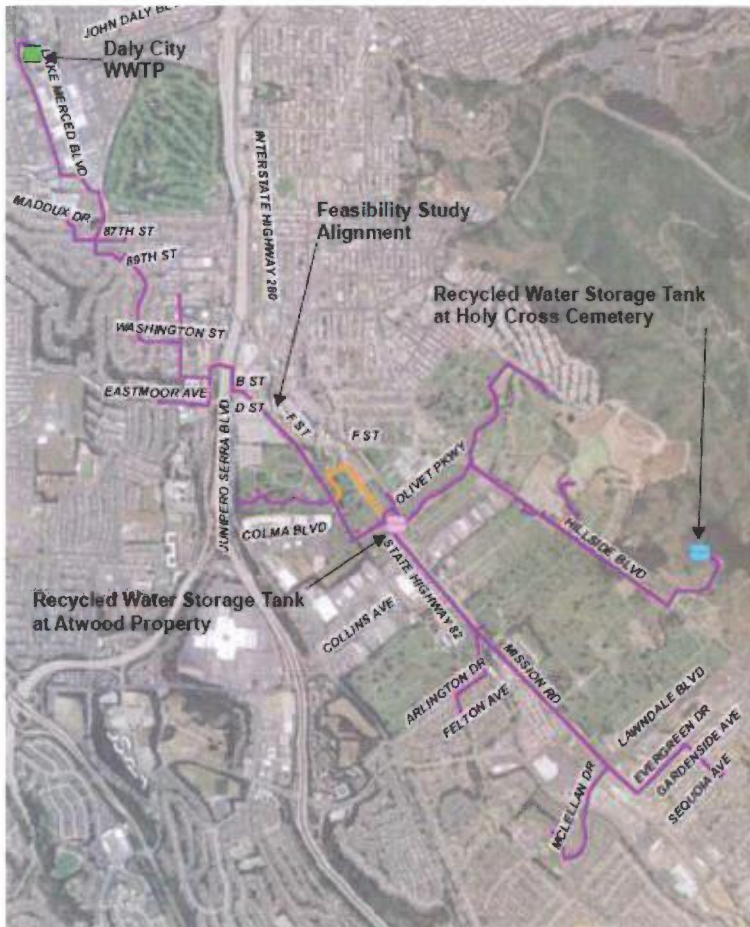 JOHN DALY BLV
Daly City
WWTP
LAKE MERCED BLVD
MADDUX DR
87TH ST
89TH ST
INTERSTATE HIGHWAY 280
Feasibility Study
Alignment
Recycled Water Storage Tank
at Holy Cross Cemetery
WASHINGTON ST
EASTMOOR AVE
B ST
D ST
F ST
F ST
JUNIPERO SERRA BLVD
OLIVET PKWY
COLMA BLVD
HILLSIDE BLVD
STATE HIGHWAY 82
Recycled Water Storage Tank
at Atwood Property
COLLINS AVE
MISSION RD
ARLINGTON DR
FELTON AVE
LAWNDALE BLVD
EVERGREEN DR
GARDENSIDE AVE
SEQUOIA AVE
MCLELLAN DR